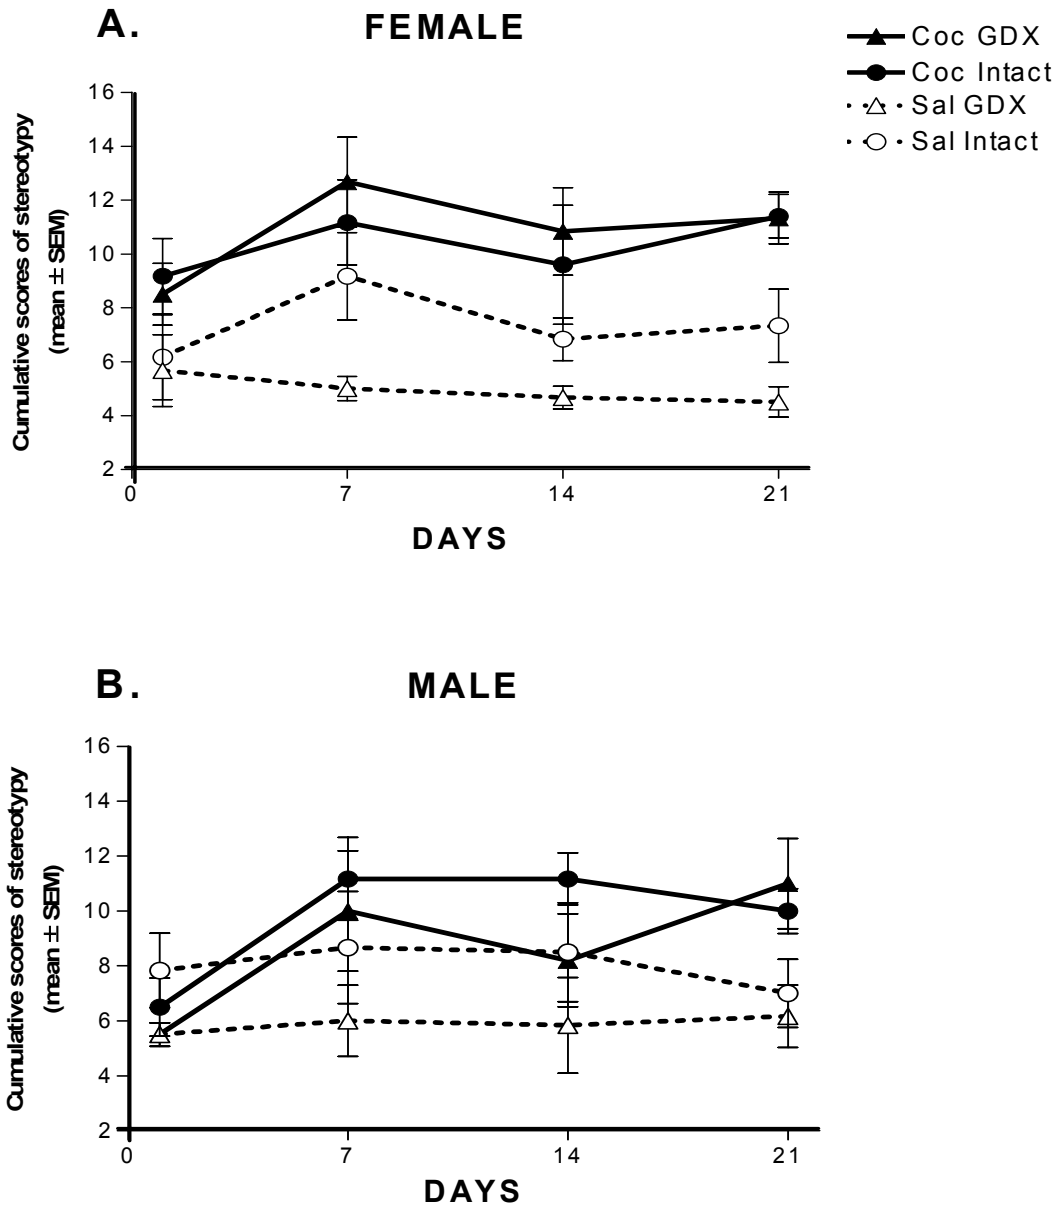 A.
FEMALE
Coc GDX
Coc Intact
Sal GDX
Sal Intact
Cumulative scores of stereotypy
(mean ± SEM)
16
14
12
10
8
6
4
2
0 7 14 21
DAYS
B.
MALE
Cumulative scores of stereotypy
(mean ± SEM)
16
14
12
10
8
6
4
2
0 7 14 21
DAYS